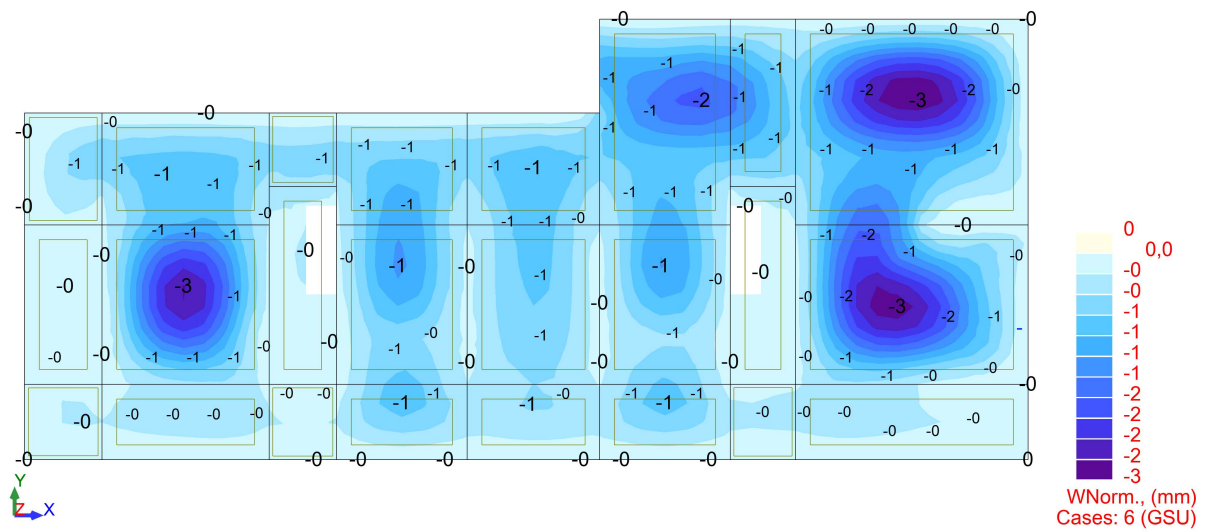 -0 -0
-0 -0 -0 -0 -0
-1 -1
-1 -1 -2 -3 -2 -0
-1 -2 -1
-0 -0 -1
-0 -1 -1 -1
-1 -1 -1 -1 -1 -1 -1 -1 -1 -1 -1 -1 -1 -1 -1
-1 -1
-1 -1 -1 -1 -0 -0
-0 -1 -1 -0
-0 -1 -1 -0 -0
-1 -1 -1 -1 -2
-0 -0 -0 -1 -0
-0 -1 -0 -1 -0
-0 -3 -1 -1
-1 -2 -3 -1
-0 -2
-0 -1 -1
-0 -0 -1 -0
-0 -0 -1 -1 -1 -0 -0 -1
-0 -0
-1 -0 -0
-0 -0 -1 -1 -1 -0
-0 -0 -0 -0 -1 -1 -1 -0 -0 -0 -0
-0 -0 -0
-0 -0 -0 -0 -0 -0 0
0
0,0
-0
-0
-1
-1
-1
-1
-2
-2
-2
-2
-3
WNorm., (mm)
Cases: 6 (GSU)
Y
Z X